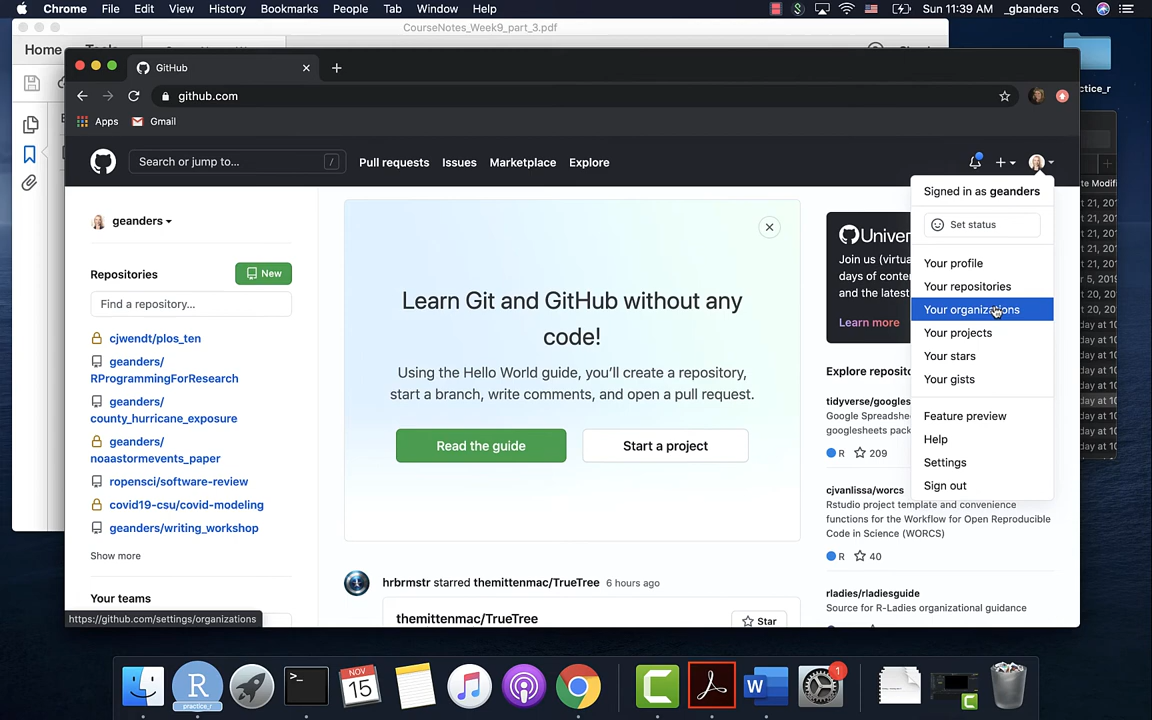 Chrome File Edit View History Bookmarks People Tab Window Help
Sun 11:39 AM _gbanders
CourseNotes_Week9_part_3.pdf
Home
GitHub
github.com
Apps Gmail
Search or jump to... /
Pull requests Issues Marketplace Explore
Signed in as geanders
Set status
Your profile
Your repositories
Your organizations
Your projects
Your stars
Your gists
Feature preview
Help
Settings
Sign out
geanders
Repositories
New
Find a repository...
cjwendt/plos_ten
geanders/
RProgrammingForResearch
geanders/
county_hurricane_exposure
geanders/
noaastormevents_paper
ropensci/software-review
covid19-csu/covid-modeling
geanders/writing_workshop
Show more
Your teams
https://github.com/settings/organizations
Learn Git and GitHub without any
code!
Using the Hello World guide, you’ll create a repository,
start a branch, write comments, and open a pull request.
Read the guide
Start a project
hrbrmstr starred themittenmac/TrueTree 6 hours ago
themittenmac/TrueTree
Star
GitHub Univer
Join us (virtua
days of conten
and the latest
Learn more
Explore reposito
tidyverse/googles
Google Spreadshe
googlesheets pack
R 209
cjvanlissa/worcs
Rstudio project template and convenience
functions for the Workflow for Open Reproducible
Code in Science (WORCS)
R 40
rladies/rladiesguide
Source for R-Ladies organizational guidance
ractice_r
te Modifi
NOV
15
practice_r
1